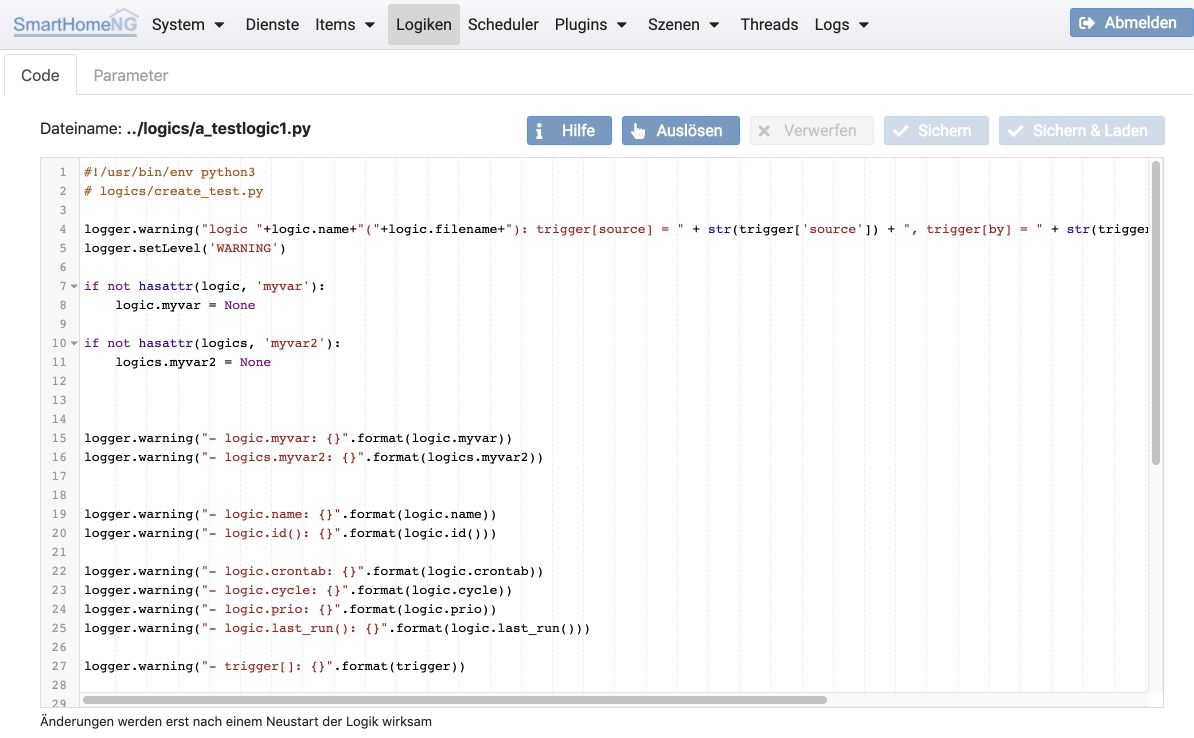 SmartHomeNG System Dienste Items Logiken Scheduler Plugins Szenen Threads Logs Abmelden
Code Parameter
Dateiname: ../logics/a_testlogic1.py Hilfe Auslösen Verwerfen Sichern Sichern & Laden
1 #!/usr/bin/env python3
2 # logics/create_test.py
3
4 logger.warning("logic "+logic.name+"("+logic.filename+"): trigger[source] = " + str(trigger['source']) + ", trigger[by] = " + str(trigger
5 logger.setLevel('WARNING')
6
7 if not hasattr(logic, 'myvar'):
8 logic.myvar = None
9
10 if not hasattr(logics, 'myvar2'):
11 logics.myvar2 = None
12
13
14
15 logger.warning("- logic.myvar: {}".format(logic.myvar))
16 logger.warning("- logics.myvar2: {}".format(logics.myvar2))
17
18
19 logger.warning("- logic.name: {}".format(logic.name))
20 logger.warning("- logic.id(): {}".format(logic.id()))
21
22 logger.warning("- logic.crontab: {}".format(logic.crontab))
23 logger.warning("- logic.cycle: {}".format(logic.cycle))
24 logger.warning("- logic.prio: {}".format(logic.prio))
25 logger.warning("- logic.last_run(): {}".format(logic.last_run()))
26
27 logger.warning("- trigger[]: {}".format(trigger))
28
29
Änderungen werden erst nach einem Neustart der Logik wirksam